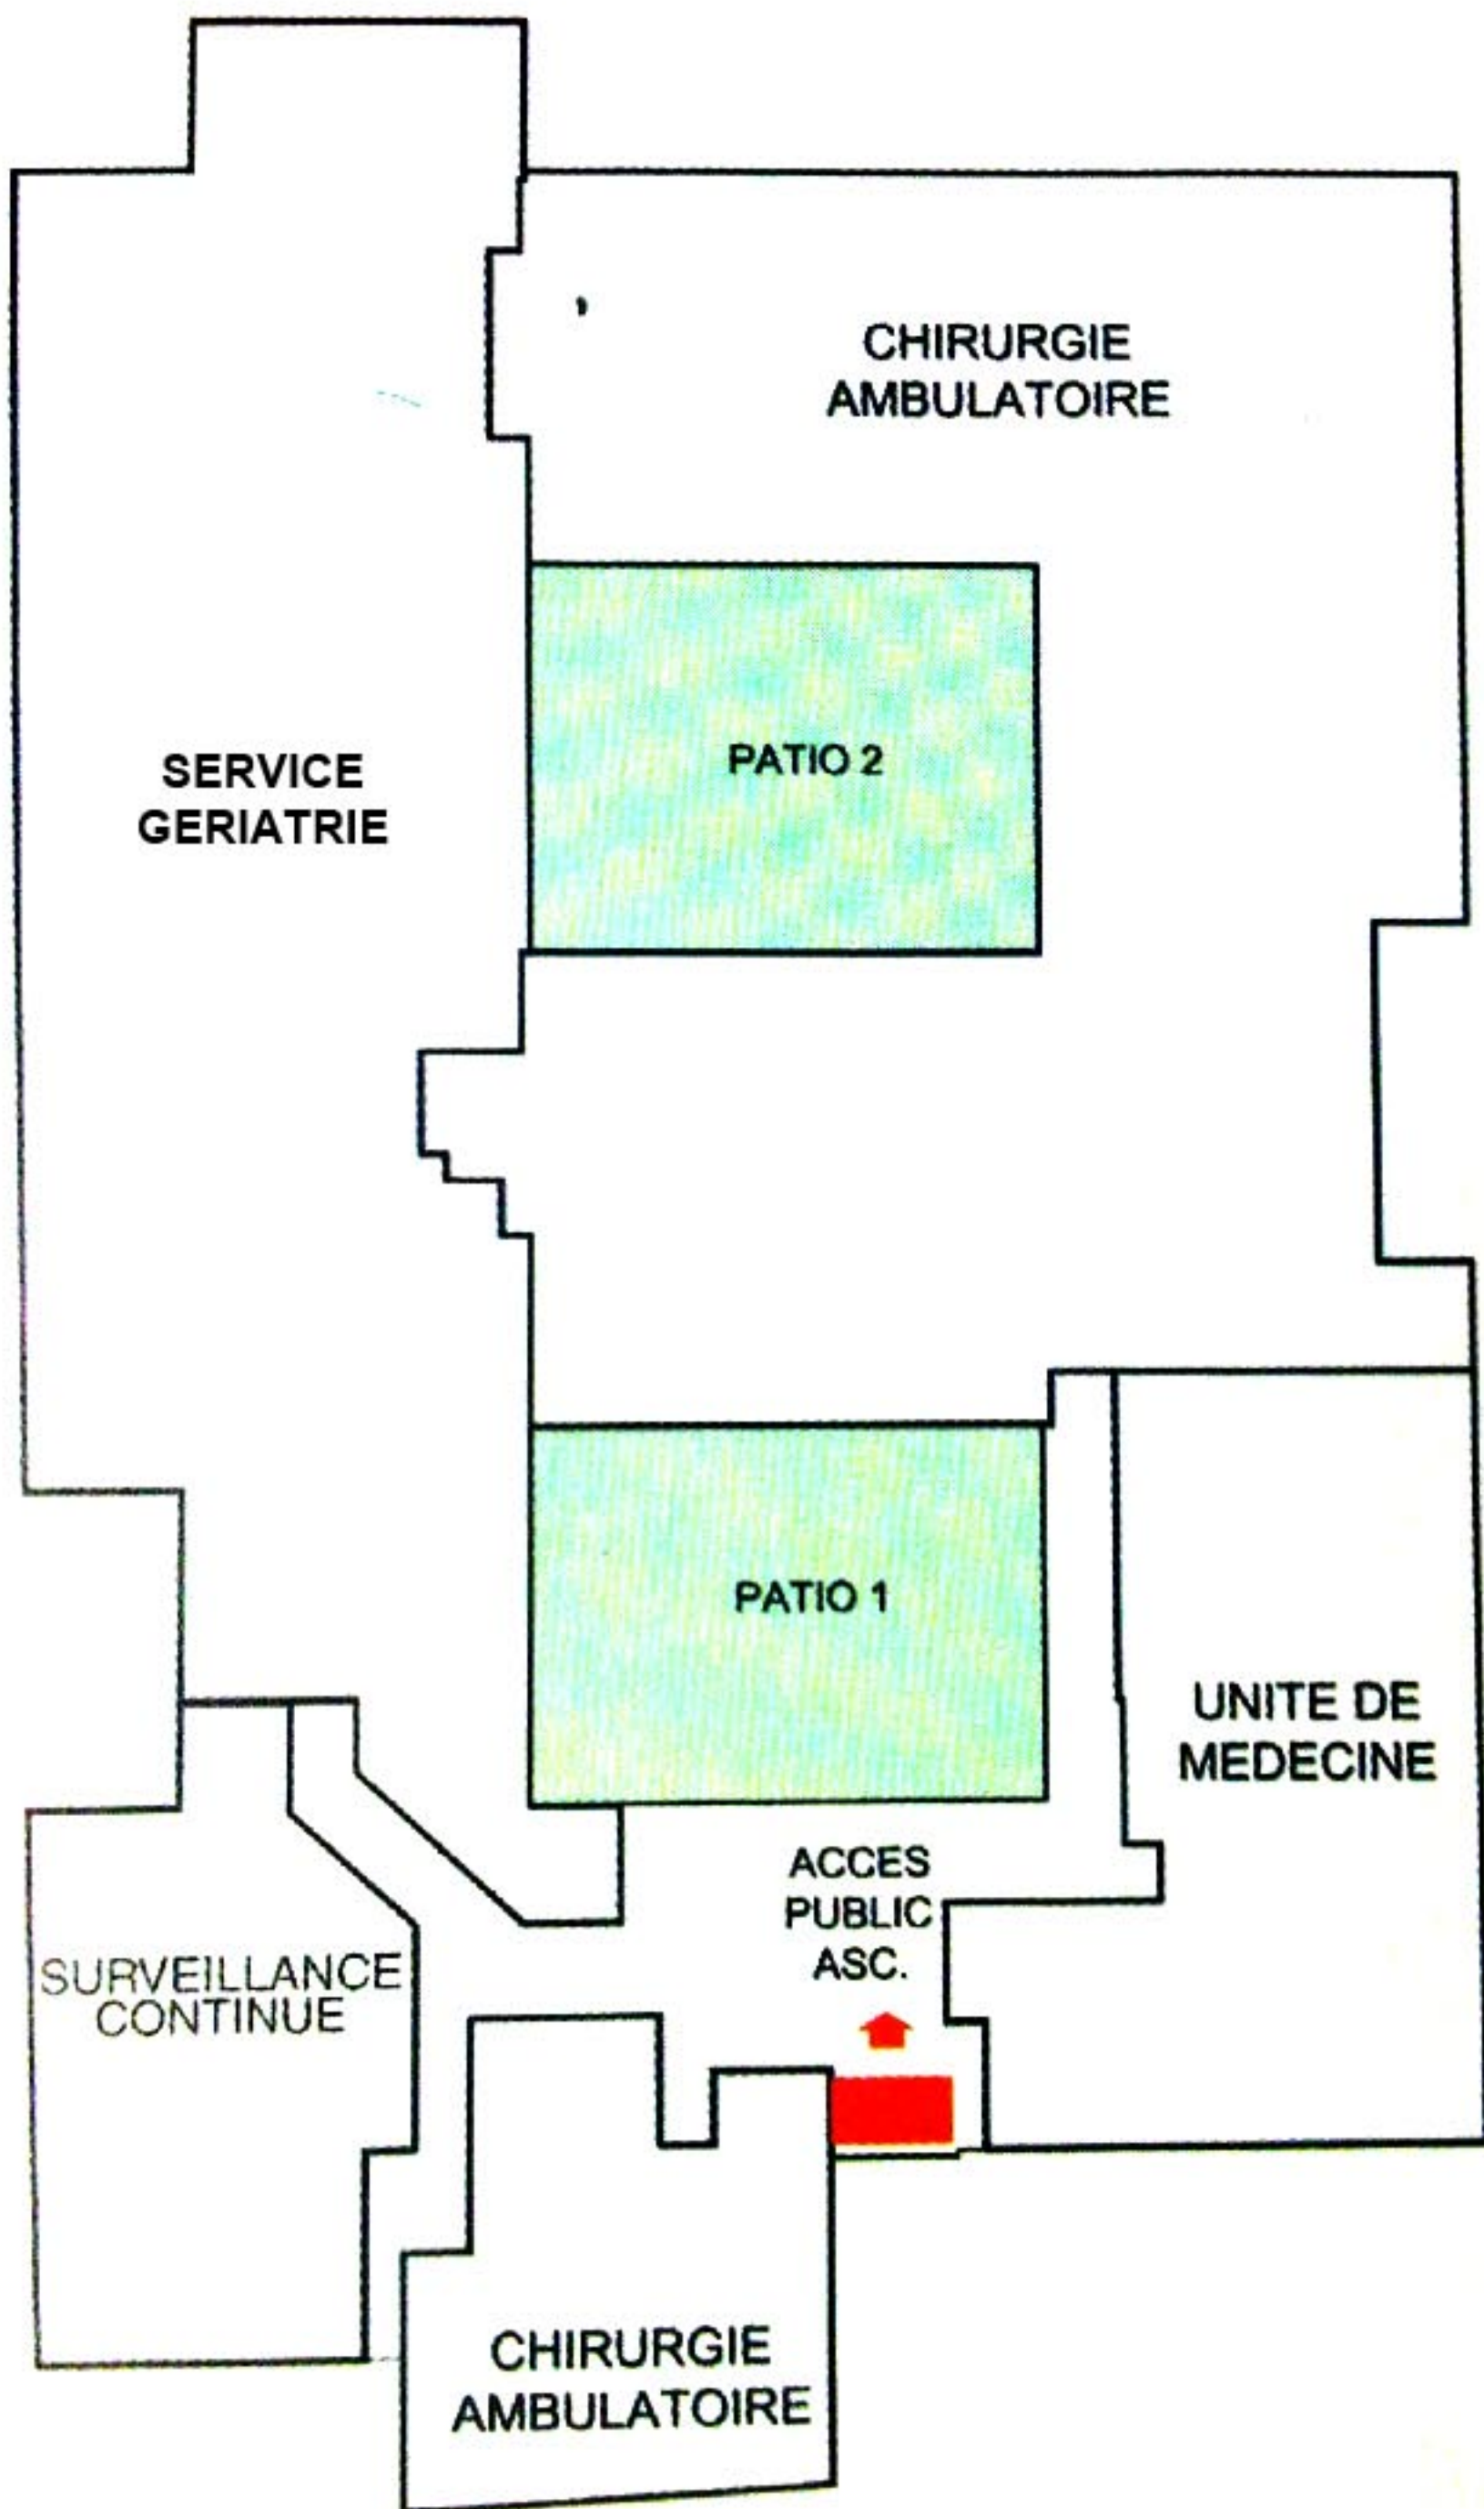 CHIRURGIE
AMBULATOIRE
PATIO 2
SERVICE
GERIATRIE
PATIO 1
UNITE DE
MEDECINE
ACCES
PUBLIC
ASC.
SURVEILLANCE
CONTINUE
CHIRURGIE
AMBULATOIRE